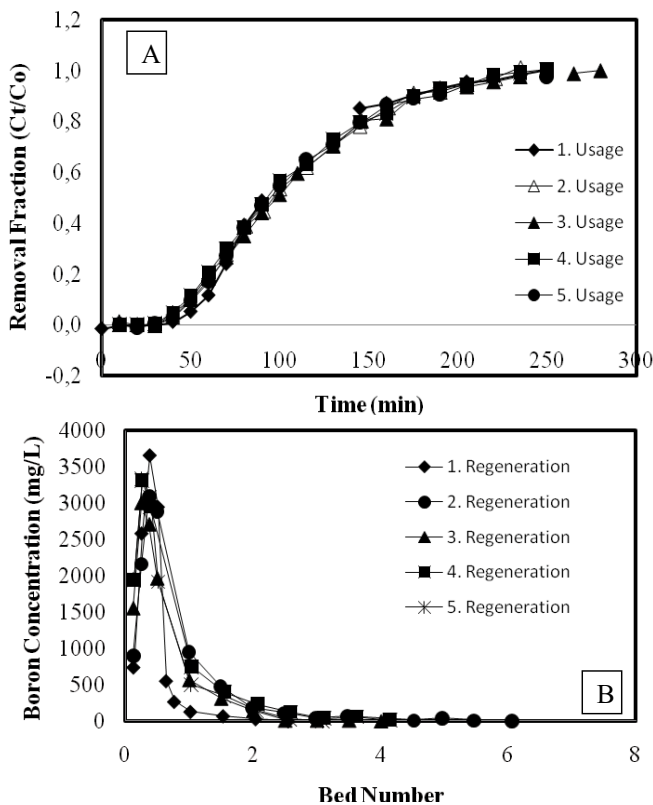 A
Removal Fraction (Ct/Co)
1,2
1,0
0,8
0,6
0,4
0,2
0,0
-0,2
0
50
100
150
200
250
300
Time (min)
1. Usage
2. Usage
3. Usage
4. Usage
5. Usage
Boron Concentration (mg/L)
4000
3500
3000
2500
2000
1500
1000
500
0
0
2
4
6
8
Bed Number
1. Regeneration
2. Regeneration
3. Regeneration
4. Regeneration
5. Regeneration
B